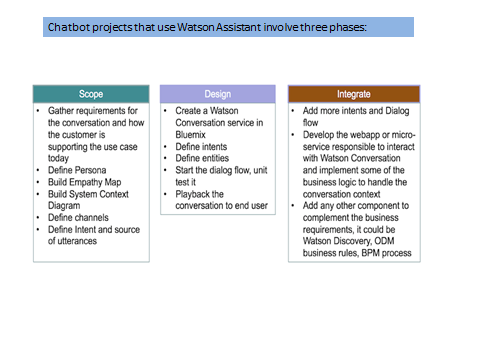 Chatbot projects that use Watson Assistant involve three phases:
Scope
• Gather requirements for
the conversation and how
the customer is
supporting the use case
today
• Define Persona
• Build Empathy Map
• Build System Context
Diagram
• Define channels
• Define Intent and source
of utterances
Design
• Create a Watson
Conversation service in
Bluemix
• Define intents
• Define entities
• Start the dialog flow, unit
test it
• Playback the
conversation to end user
Integrate
• Add more intents and Dialog
flow
• Develop the webapp or micro-
service responsible to interact
with Watson Conversation
and implement some of the
business logic to handle the
conversation context
• Add any other component to
complement the business
requirements, it could be
Watson Discovery, ODM
business rules, BPM process